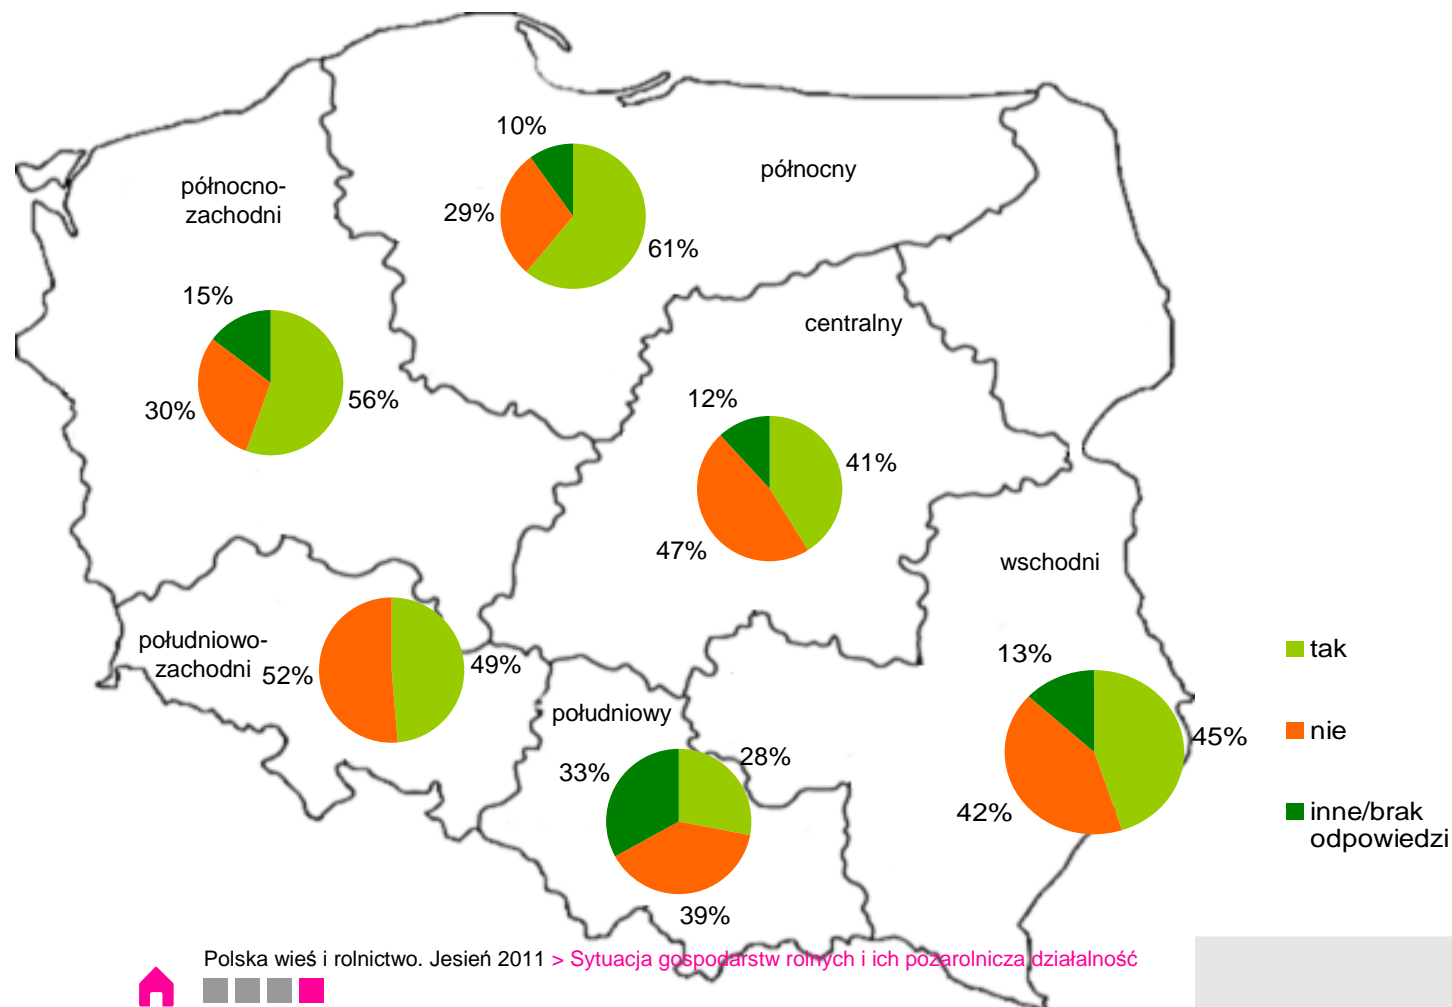 10%
północny
29%
61%
północno-
zachodni
15%
30%
56%
centralny
12%
41%
47%
wschodni
13%
45%
42%
południowo-
zachodni
52%
49%
południowy
33%
28%
39%
tak
nie
inne/brak
odpowiedzi
Polska wieś i rolnictwo. Jesień 2011 > Sytuacja gospodarstw rolnych i ich pozarolnicza działalność